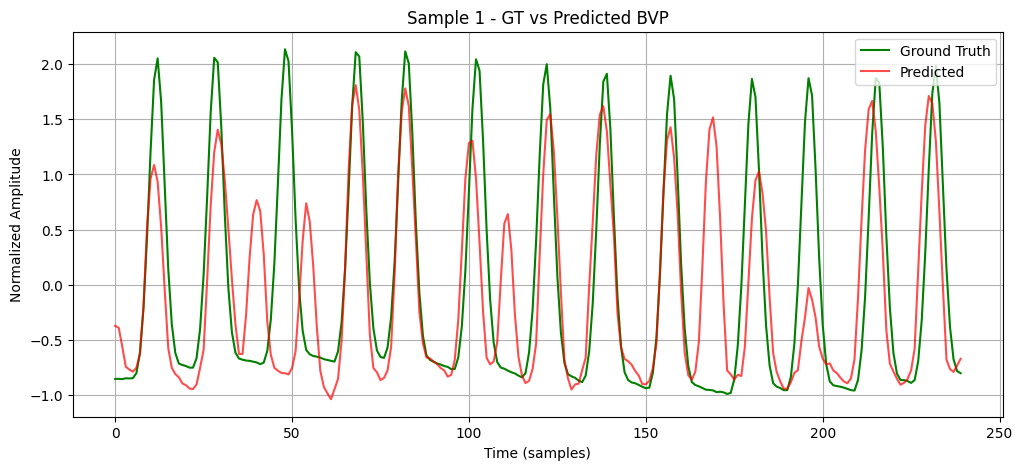 Sample 1 - GT vs Predicted BVP
Ground Truth
Predicted
Normalized Amplitude
2.0
1.5
1.0
0.5
0.0
−0.5
−1.0
0 50 100 150 200 250
Time (samples)